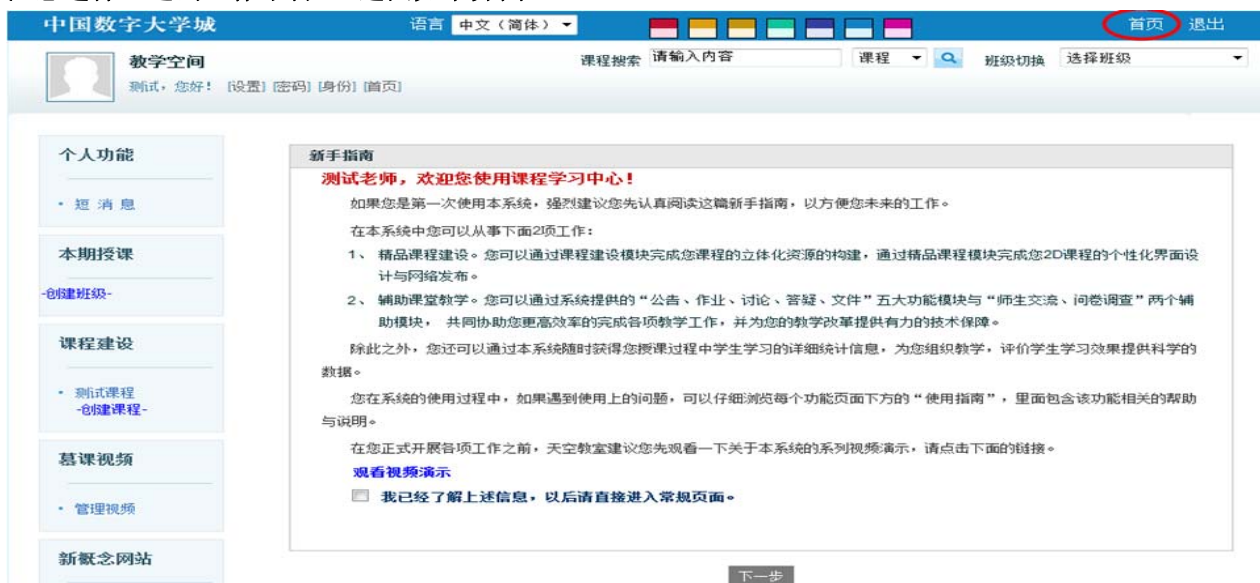 中国数字大学城
语言 中文(简体)
首页 退出
教学空间
测试,您好! [设置] [密码] [身份] [首页]
课程搜索 请输入内容 课程 班级切换 选择班级
个人功能
· 短 消 息
本期授课
-创建班级-
课程建设
· 测试课程
-创建课程-
慕课视频
· 管理视频
新概念网站
新手指南
测试老师,欢迎您使用课程学习中心!
如果您是第一次使用本系统,强烈建议您先认真阅读这篇新手指南,以方便您未来的工作。
在本系统中您可以从事下面2项工作:
1、 精品课程建设。您可以通过课程建设模块完成您课程的立体化资源的构建,通过精品课程模块完成您2D课程的个性化界面设
计与网络发布。
2、 辅助课堂教学。您可以通过系统提供的“公告、作业、讨论、答疑、文件”五大功能模块与“师生交流、问卷调查”两个辅
助模块, 共同协助您更高效率的完成各项教学工作,并为您的教学改革提供有力的技术保障。
除此之外,您还可以通过本系统随时获得您授课过程中学生学习的详细统计信息,为您组织教学,评价学生学习效果提供科学的
数据。
您在系统的使用过程中,如果遇到使用上的问题,可以仔细浏览每个功能页面下方的“使用指南”,里面包含该功能相关的帮助
与说明。
在您正式开展各项工作之前,天空教室建议您先观看一下关于本系统的系列视频演示,请点击下面的链接。
观看视频演示
我已经了解上述信息,以后请直接进入常规页面。
下一步